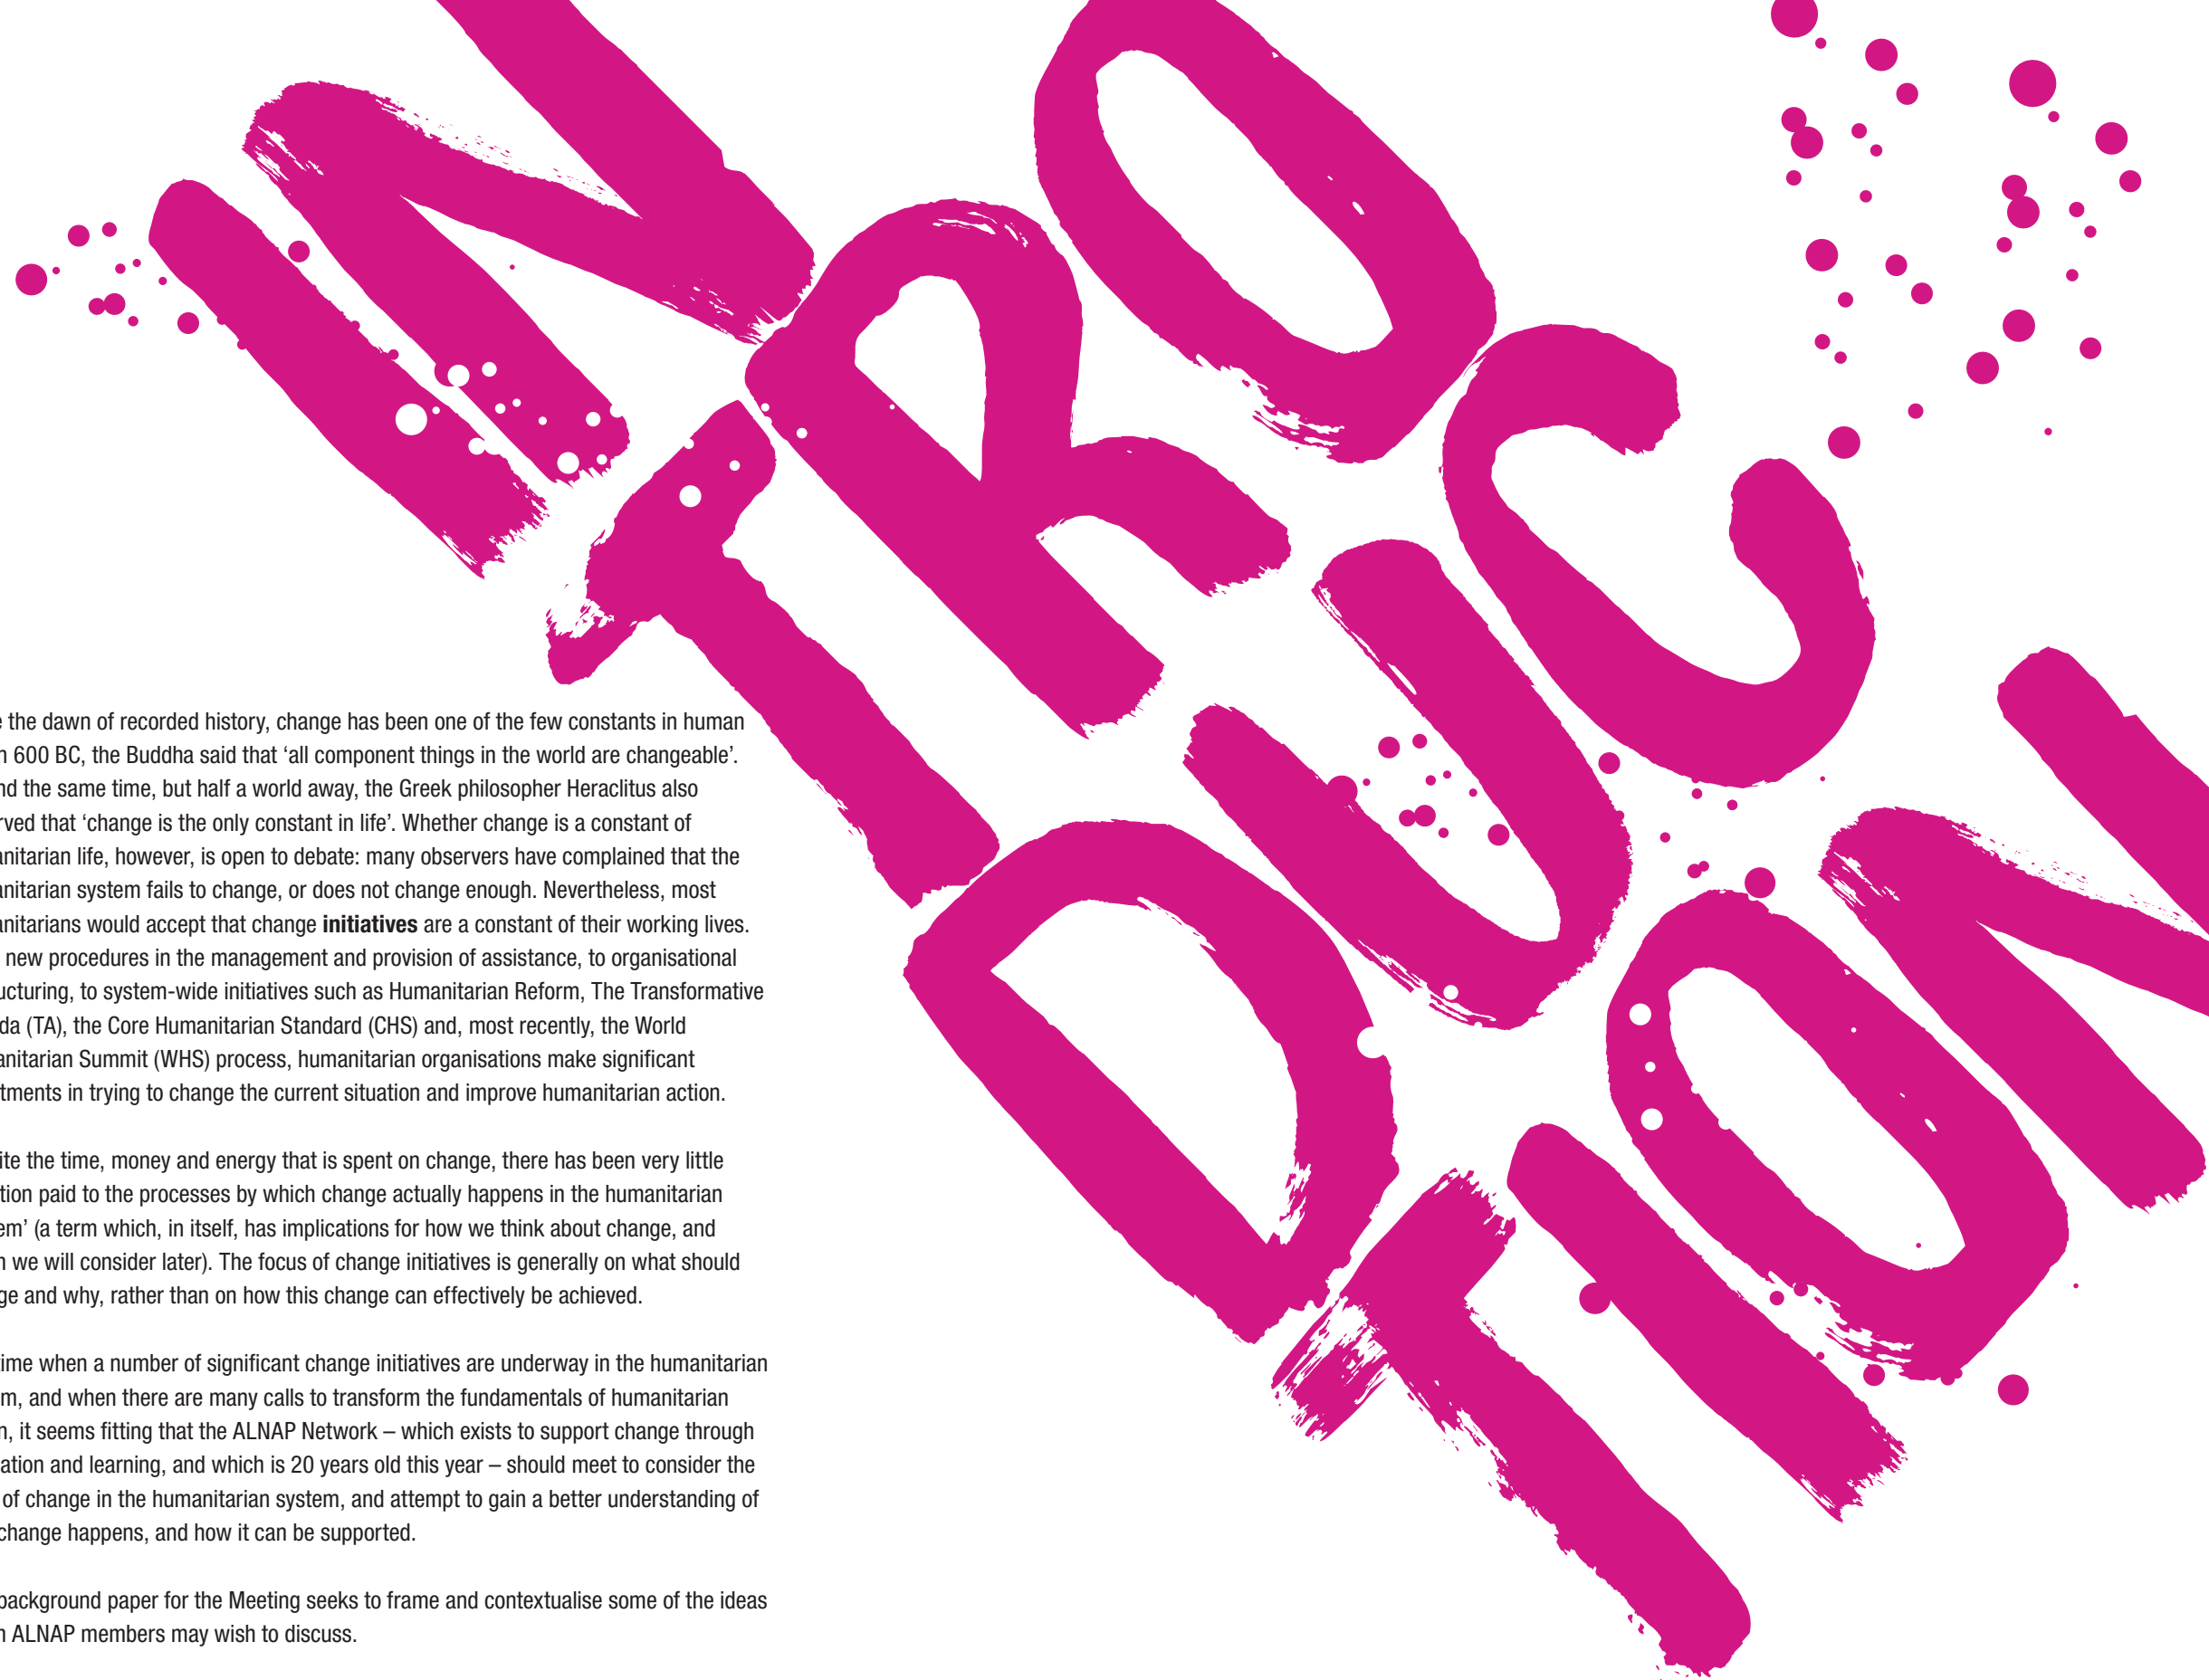 IN
TRO
DUC
TION
e the dawn of recorded history, change has been one of the few constants in human
n 600 BC, the Buddha said that ‘all component things in the world are changeable’.
nd the same time, but half a world away, the Greek philosopher Heraclitus also
rved that ‘change is the only constant in life’. Whether change is a constant of
anitarian life, however, is open to debate: many observers have complained that the
anitarian system fails to change, or does not change enough. Nevertheless, most
anitarians would accept that change initiatives are a constant of their working lives.
new procedures in the management and provision of assistance, to organisational
ucturing, to system-wide initiatives such as Humanitarian Reform, The Transformative
da (TA), the Core Humanitarian Standard (CHS) and, most recently, the World
anitarian Summit (WHS) process, humanitarian organisations make significant
tments in trying to change the current situation and improve humanitarian action.
ite the time, money and energy that is spent on change, there has been very little
tion paid to the processes by which change actually happens in the humanitarian
em’ (a term which, in itself, has implications for how we think about change, and
h we will consider later). The focus of change initiatives is generally on what should
ge and why, rather than on how this change can effectively be achieved.
time when a number of significant change initiatives are underway in the humanitarian
m, and when there are many calls to transform the fundamentals of humanitarian
n, it seems fitting that the ALNAP Network – which exists to support change through
ation and learning, and which is 20 years old this year – should meet to consider the
of change in the humanitarian system, and attempt to gain a better understanding of
change happens, and how it can be supported.
background paper for the Meeting seeks to frame and contextualise some of the ideas
h ALNAP members may wish to discuss.